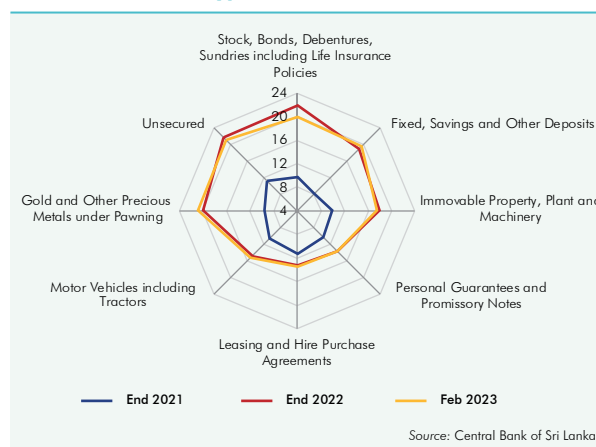 Stock, Bonds, Debentures,
Sundries including Life Insurance
Policies
24
20
16
12
8
4
Unsecured
Fixed, Savings and Other Deposits
Gold and Other Precious
Metals under Pawning
Immovable Property, Plant and
Machinery
Motor Vehicles including
Tractors
Personal Guarantees and
Promissory Notes
Leasing and Hire Purchase
Agreements
End 2021
End 2022
Feb 2023
Source: Central Bank of Sri Lanka